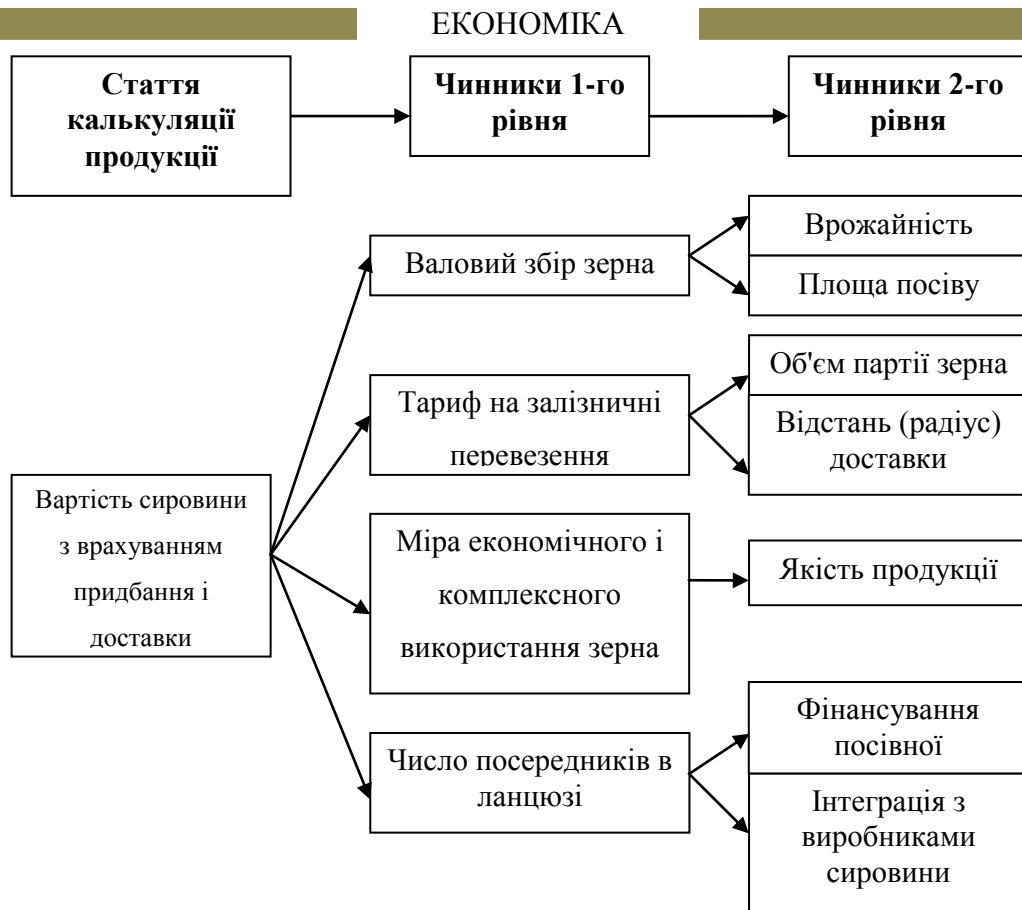 ЕКОНОМІКА
Стаття
калькуляції
продукції
Чинники 1-го
рівня
Чинники 2-го
рівня
Валовий збір зерна
Врожайність
Площа посіву
Тариф на залізничні
перевезення
Об'єм партії зерна
Відстань (радіус)
доставки
Вартість сировини
з врахуванням
придбання і
доставки
Міра економічного і
комплексного
використання зерна
Якість продукції
Число посередників в
ланцюзі
Фінансування
посівної
Інтеграція з
виробниками
сировини